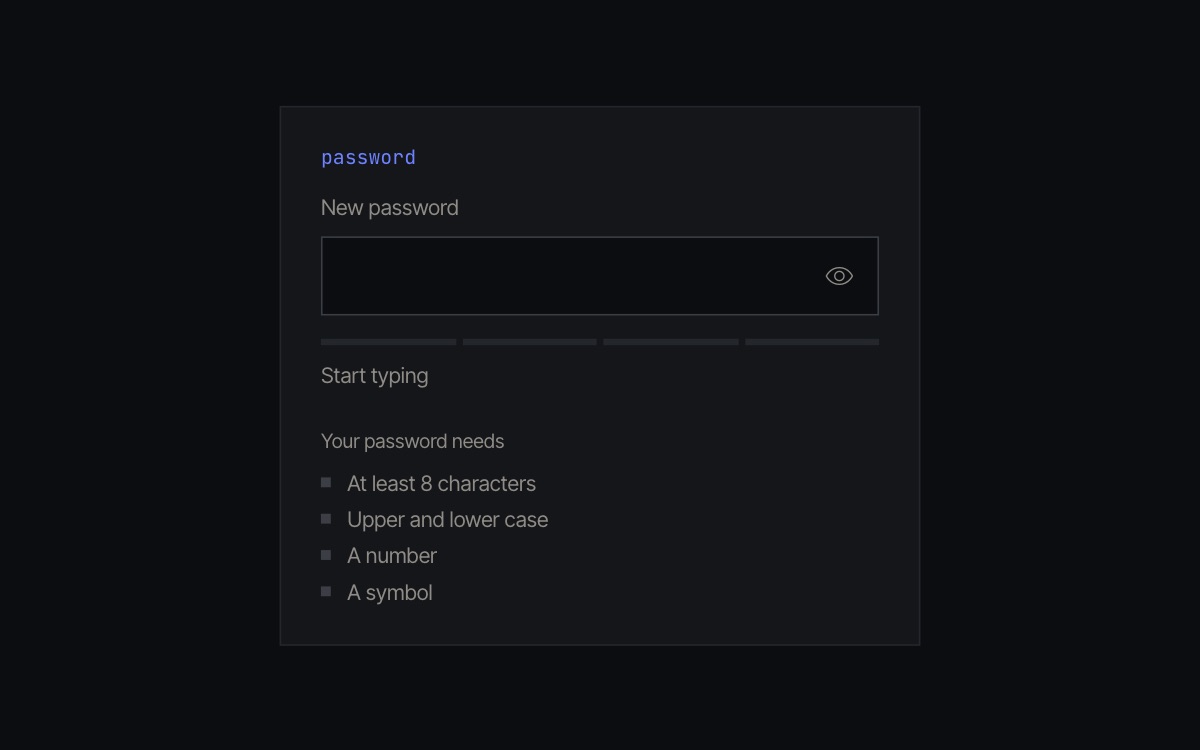 password
New password
Start typing
Your password needs
At least 8 characters
Upper and lower case
A number
A symbol